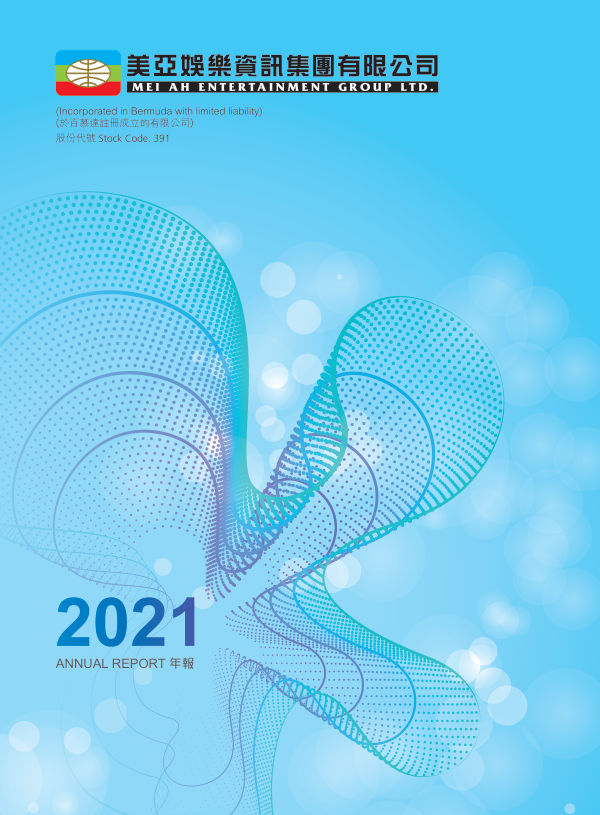 美亞娛樂資訊集團有限公司
MEI AH ENTERTAINMENT GROUP LTD.
(Incorporated in Bermuda with limited liability)
(於百慕達註冊成立的有限公司)
股份代號 Stock Code: 391
2021
ANNUAL REPORT 年報